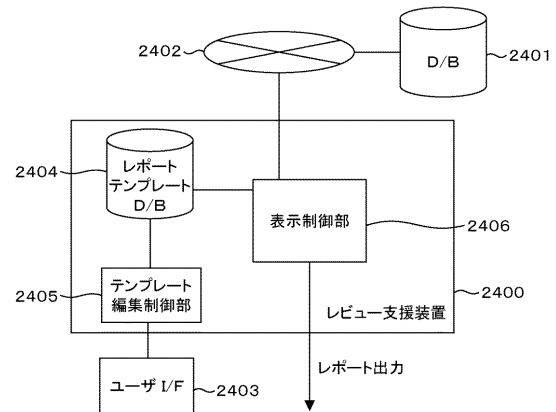 2402
D/B
2401
2404
レポート
テンプレート
D/B
表示制御部
2406
2405
テンプレート
編集制御部
レビュー支援装置
2400
ユーザ I/F
2403
レポート出力